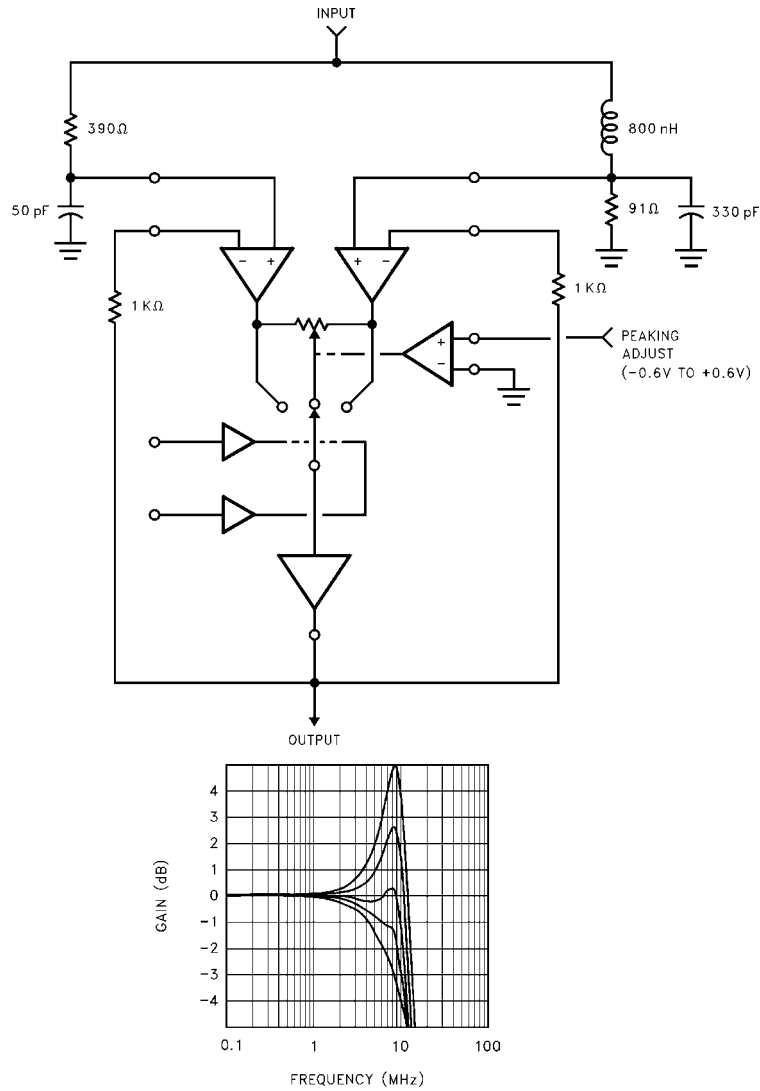 INPUT
390Ω
800 nH
50 pF
91Ω
330 pF
- +
+ -
1 KΩ
1 KΩ
+
-
PEAKING
ADJUST
(-0.6V TO +0.6V)
OUTPUT
GAIN (dB)
4
3
2
1
0
-1
-2
-3
-4
0.1
1
10
100
FREQUENCY (MHz)